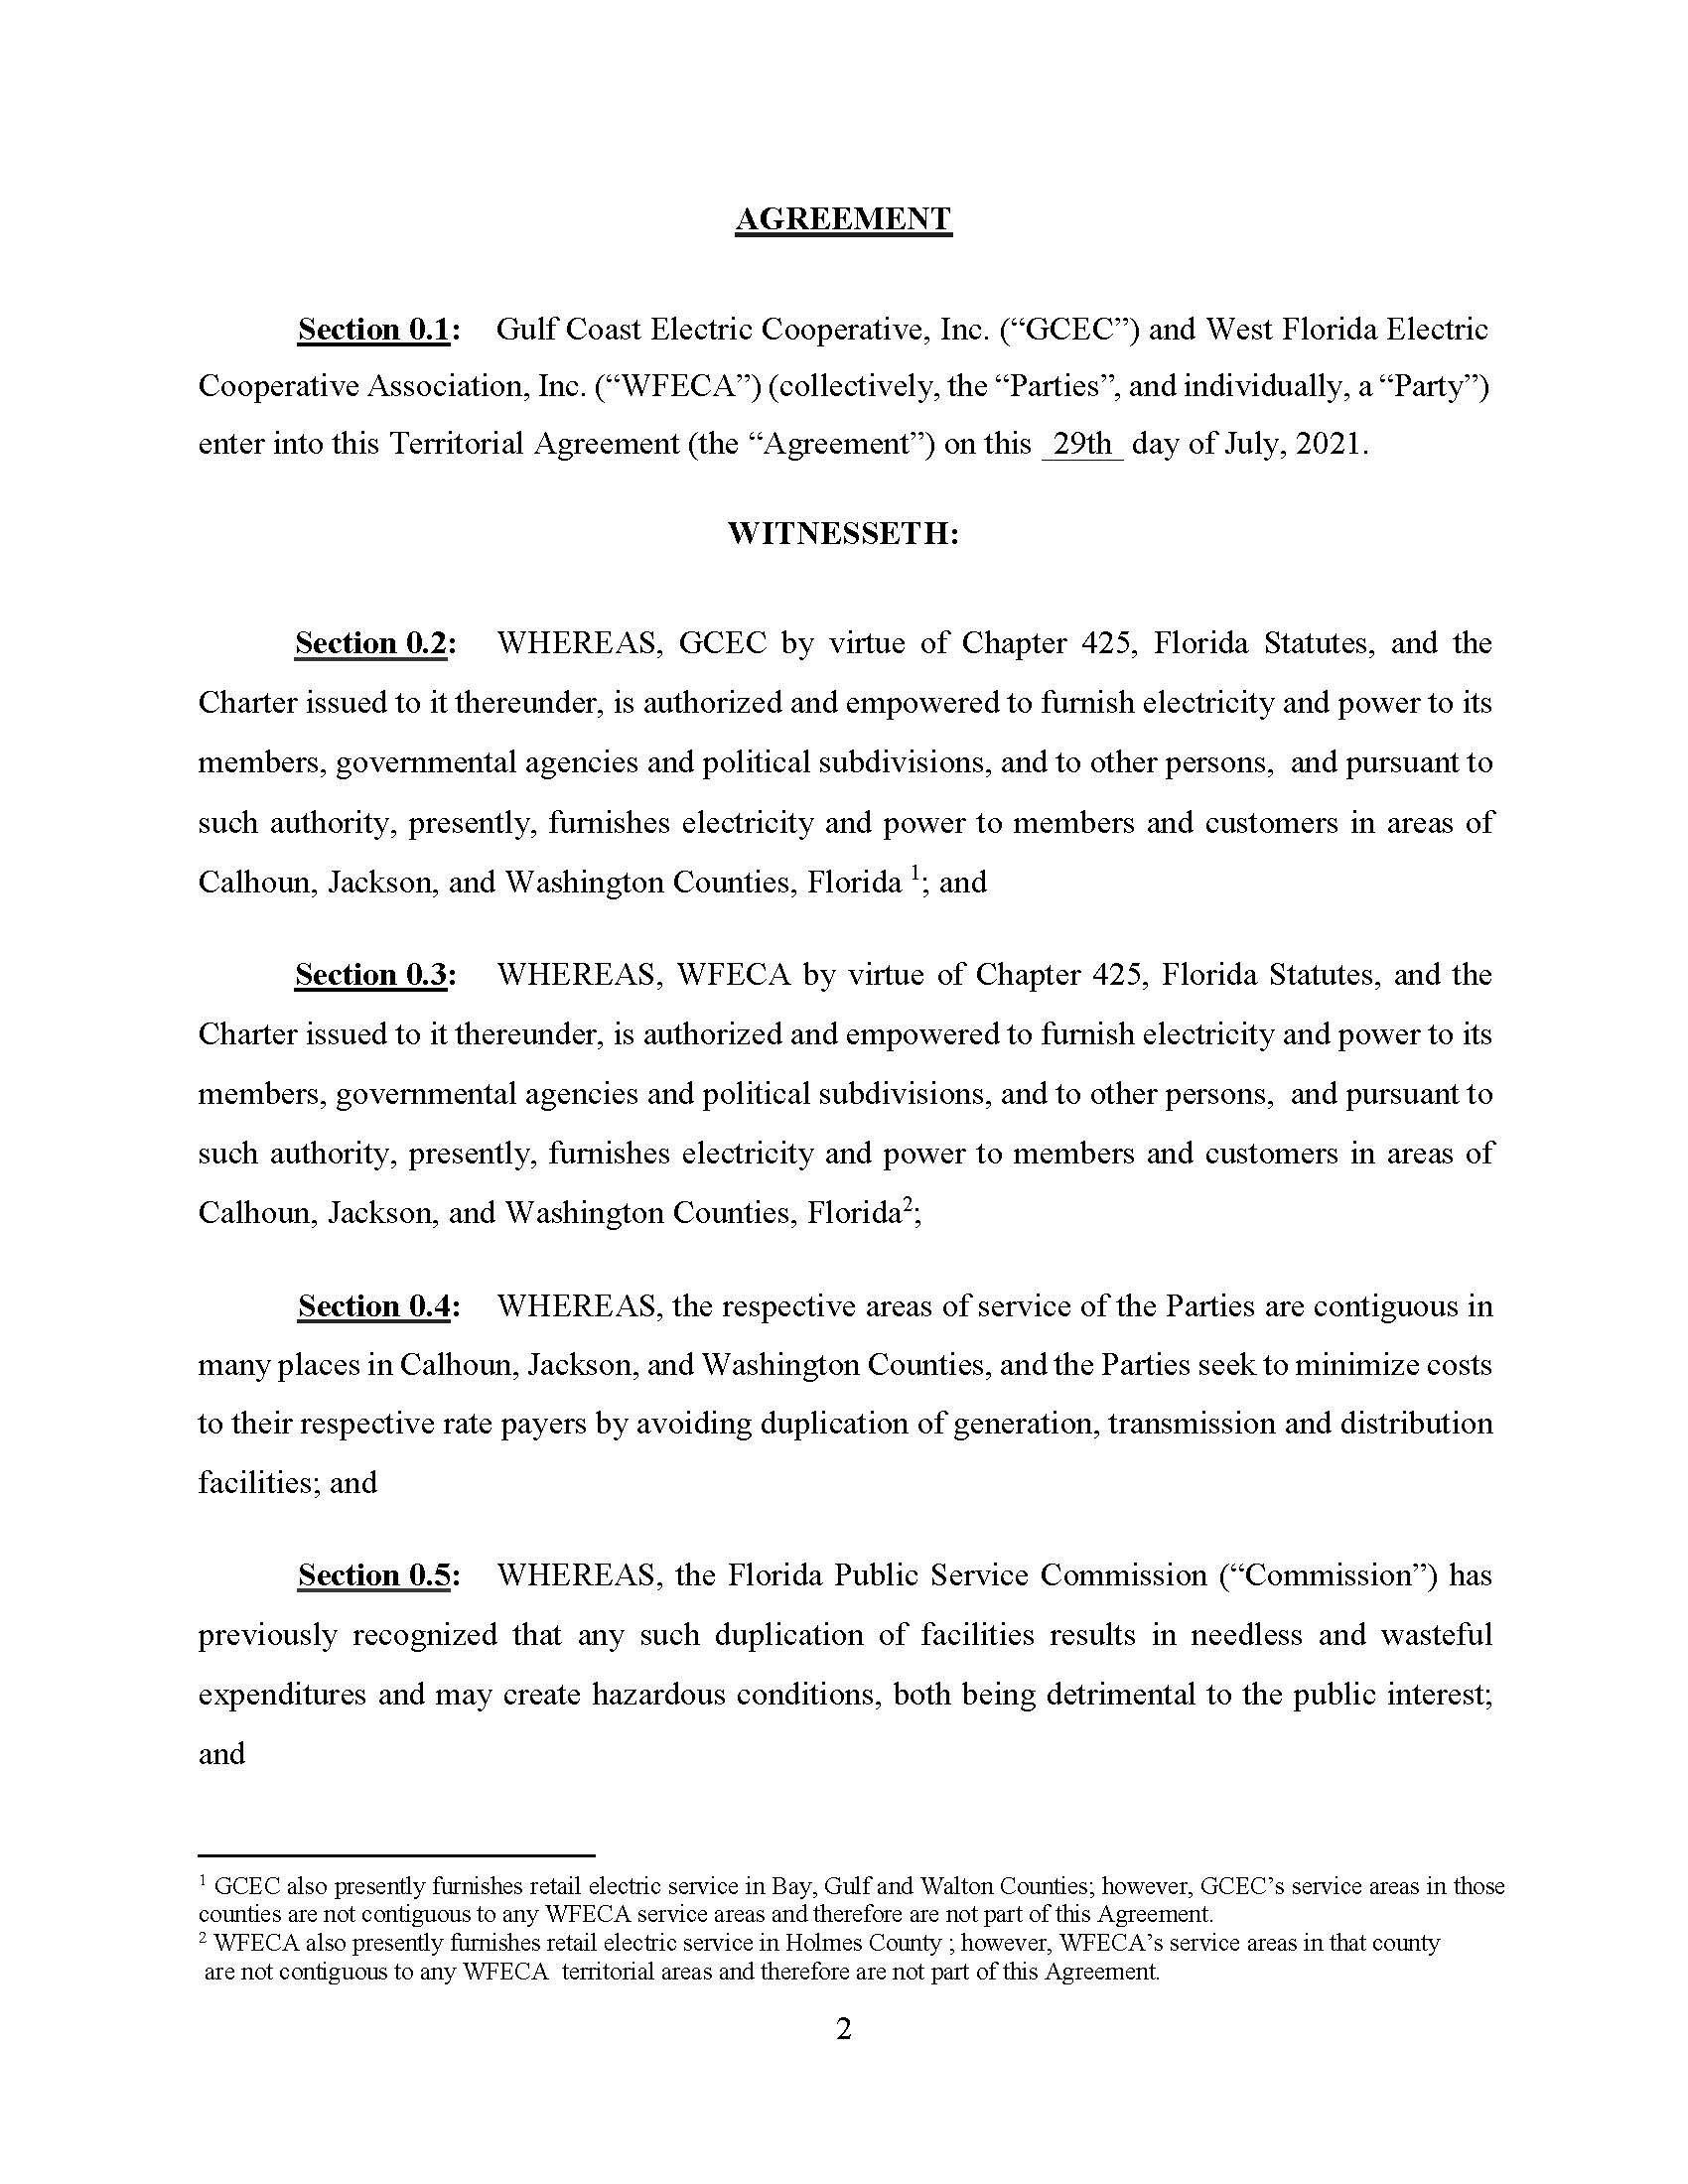 AGREEMENT
Section 0.1: Gulf Coast Electric Cooperative, Inc. (“GCEC”) and West Florida Electric
Cooperative Association, Inc. (“WFECA”) (collectively, the “Parties”, and individually, a “Party”)
enter into this Territorial Agreement (the “Agreement”) on this 29th day of July, 2021.
WITNESSETH:
Section 0.2: WHEREAS, GCEC by virtue of Chapter 425, Florida Statutes, and the
Charter issued to it thereunder, is authorized and empowered to furnish electricity and power to its
members, governmental agencies and political subdivisions, and to other persons, and pursuant to
such authority, presently, furnishes electricity and power to members and customers in areas of
Calhoun, Jackson, and Washington Counties, Florida ¹; and
Section 0.3: WHEREAS, WFECA by virtue of Chapter 425, Florida Statutes, and the
Charter issued to it thereunder, is authorized and empowered to furnish electricity and power to its
members, governmental agencies and political subdivisions, and to other persons, and pursuant to
such authority, presently, furnishes electricity and power to members and customers in areas of
Calhoun, Jackson, and Washington Counties, Florida²;
Section 0.4: WHEREAS, the respective areas of service of the Parties are contiguous in
many places in Calhoun, Jackson, and Washington Counties, and the Parties seek to minimize costs
to their respective rate payers by avoiding duplication of generation, transmission and distribution
facilities; and
Section 0.5: WHEREAS, the Florida Public Service Commission (“Commission”) has
previously recognized that any such duplication of facilities results in needless and wasteful
expenditures and may create hazardous conditions, both being detrimental to the public interest;
and
¹ GCEC also presently furnishes retail electric service in Bay, Gulf and Walton Counties; however, GCEC’s service areas in those
counties are not contiguous to any WFECA service areas and therefore are not part of this Agreement.
² WFECA also presently furnishes retail electric service in Holmes County ; however, WFECA’s service areas in that county
are not contiguous to any WFECA territorial areas and therefore are not part of this Agreement.
2